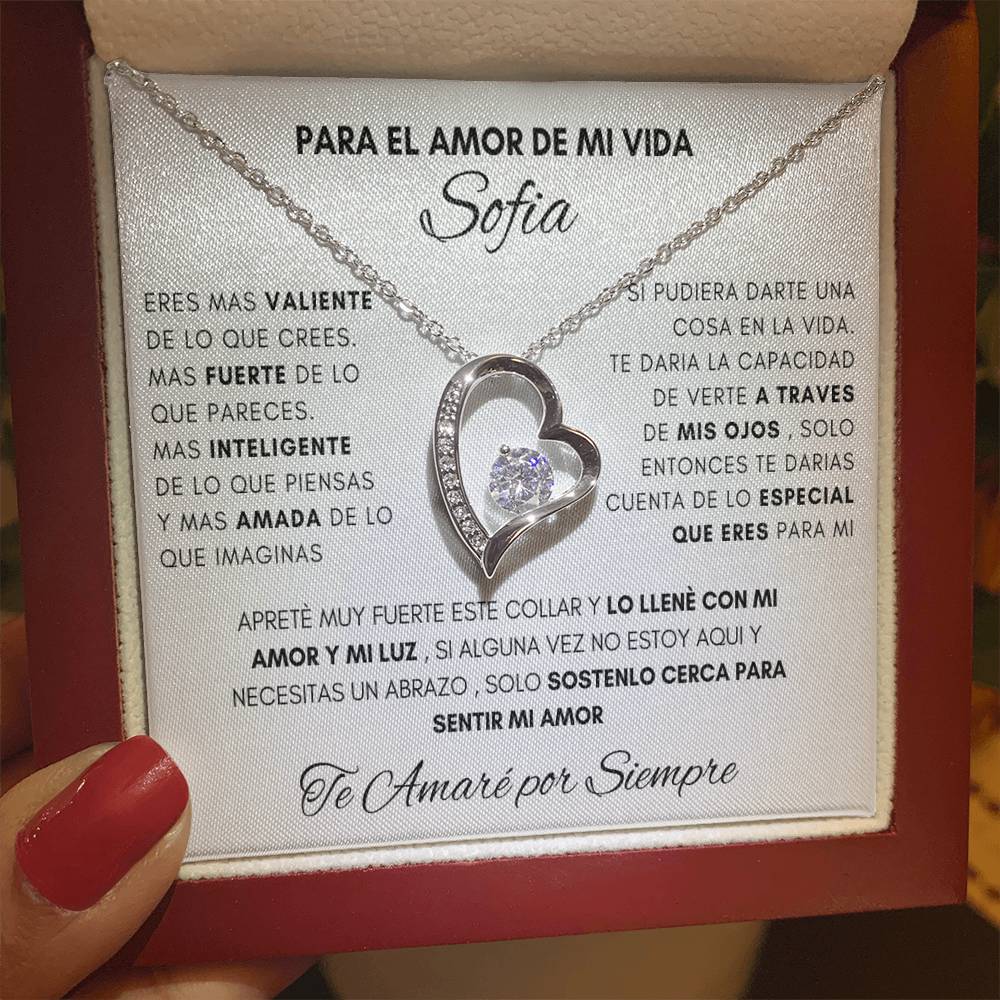 PARA EL AMOR DE MI VIDA
Sofia
ERES MAS VALIENTE
DE LO QUE CREES.
MAS FUERTE DE LO
QUE PARECES.
MAS INTELIGENTE
DE LO QUE PIENSAS
Y MAS AMADA DE LO
QUE IMAGINAS
SI PUDIERA DARTE UNA
COSA EN LA VIDA.
TE DARIA LA CAPACIDAD
DE VERTE A TRAVES
DE MIS OJOS , SOLO
ENTONCES TE DARIAS
CUENTA DE LO ESPECIAL
QUE ERES PARA MI
APRETÈ MUY FUERTE ESTE COLLAR Y LO LLENÈ CON MI
AMOR Y MI LUZ , SI ALGUNA VEZ NO ESTOY AQUI Y
NECESITAS UN ABRAZO , SOLO SOSTENLO CERCA PARA
SENTIR MI AMOR
Te Amaré por Siempre